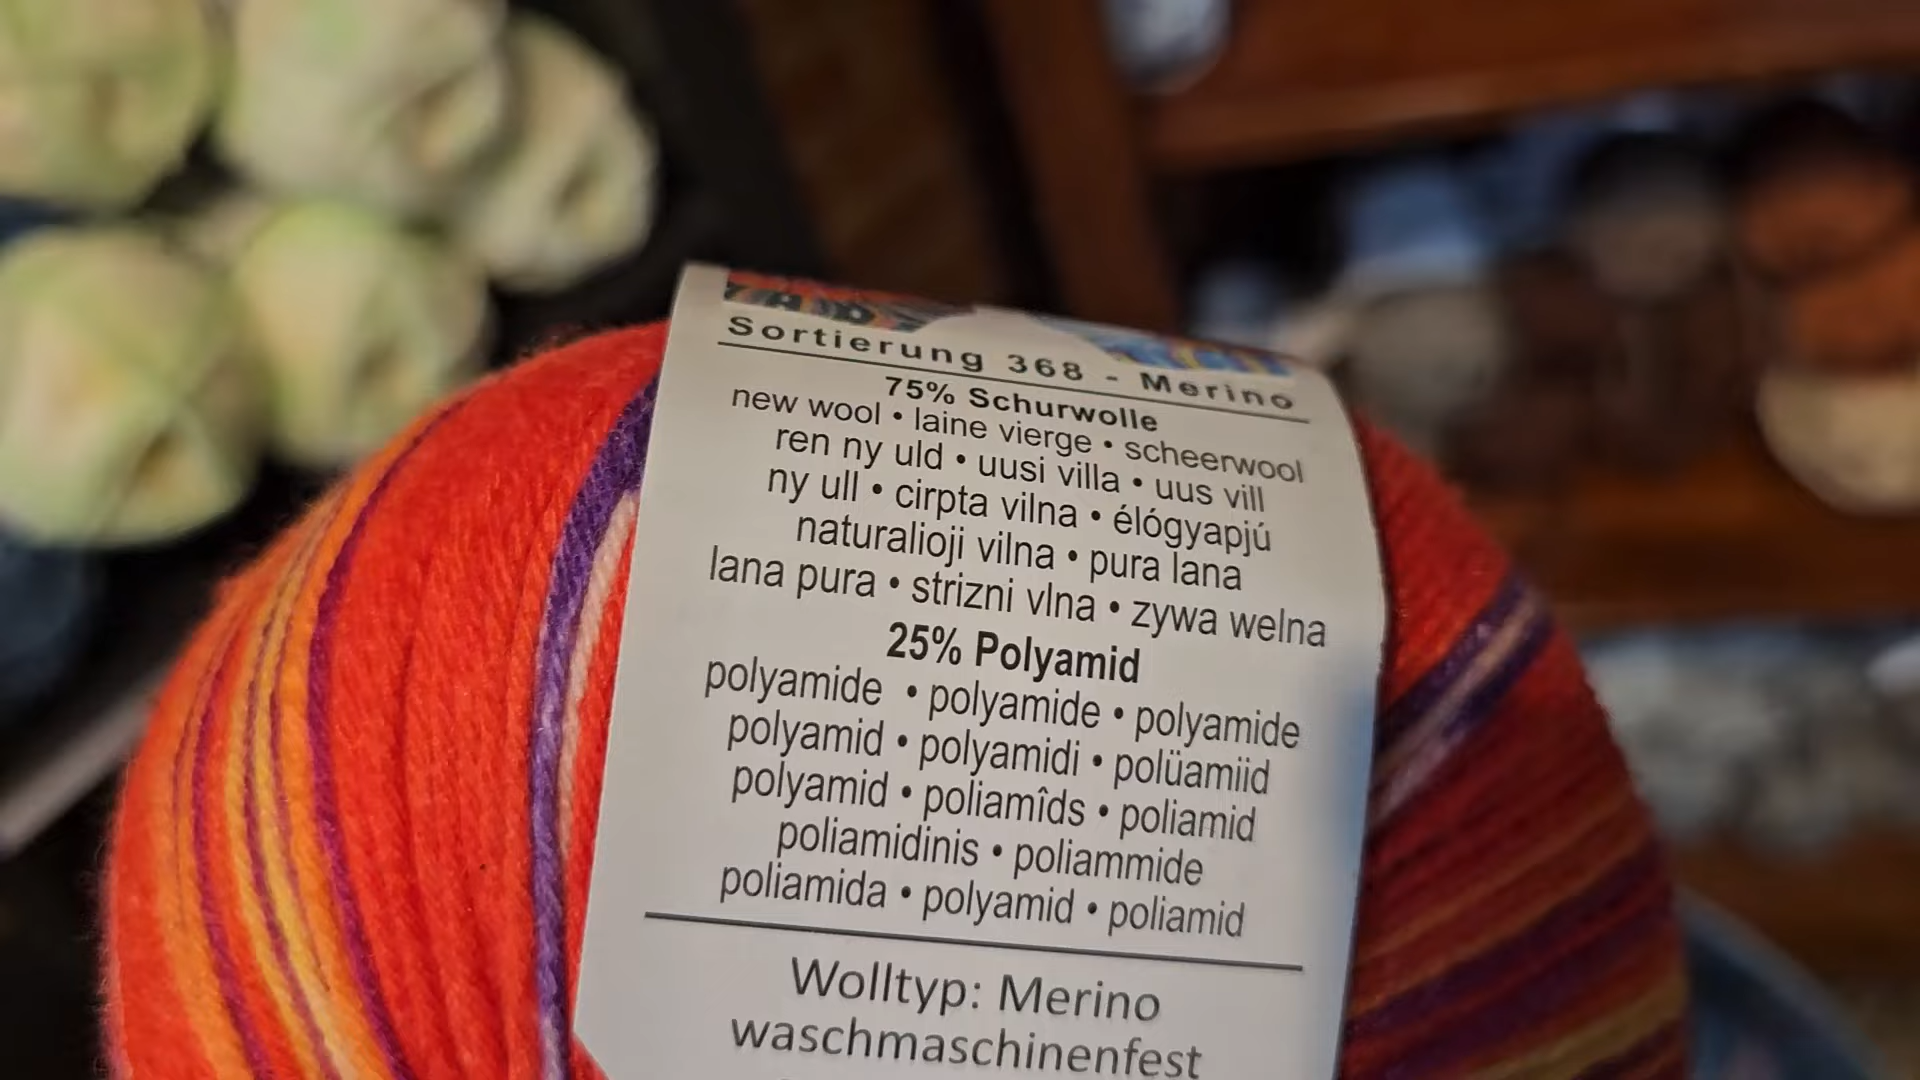 Sortierung 368 - Merino
75% Schurwolle
new wool • laine vierge • scheerwool
ren ny uld • uusi villa • uus vill
ny ull • cirpta vilna • élógyapjú
naturalioji vilna • pura lana
lana pura • strizni vlna • zywa welna
25% Polyamid
polyamide • polyamide • polyamide
polyamid • polyamidi • polüamiid
polyamid • poliamîds • poliamid
poliamidinis • poliammide
poliamida • polyamid • poliamid
Wolltyp: Merino
waschmaschinenfest